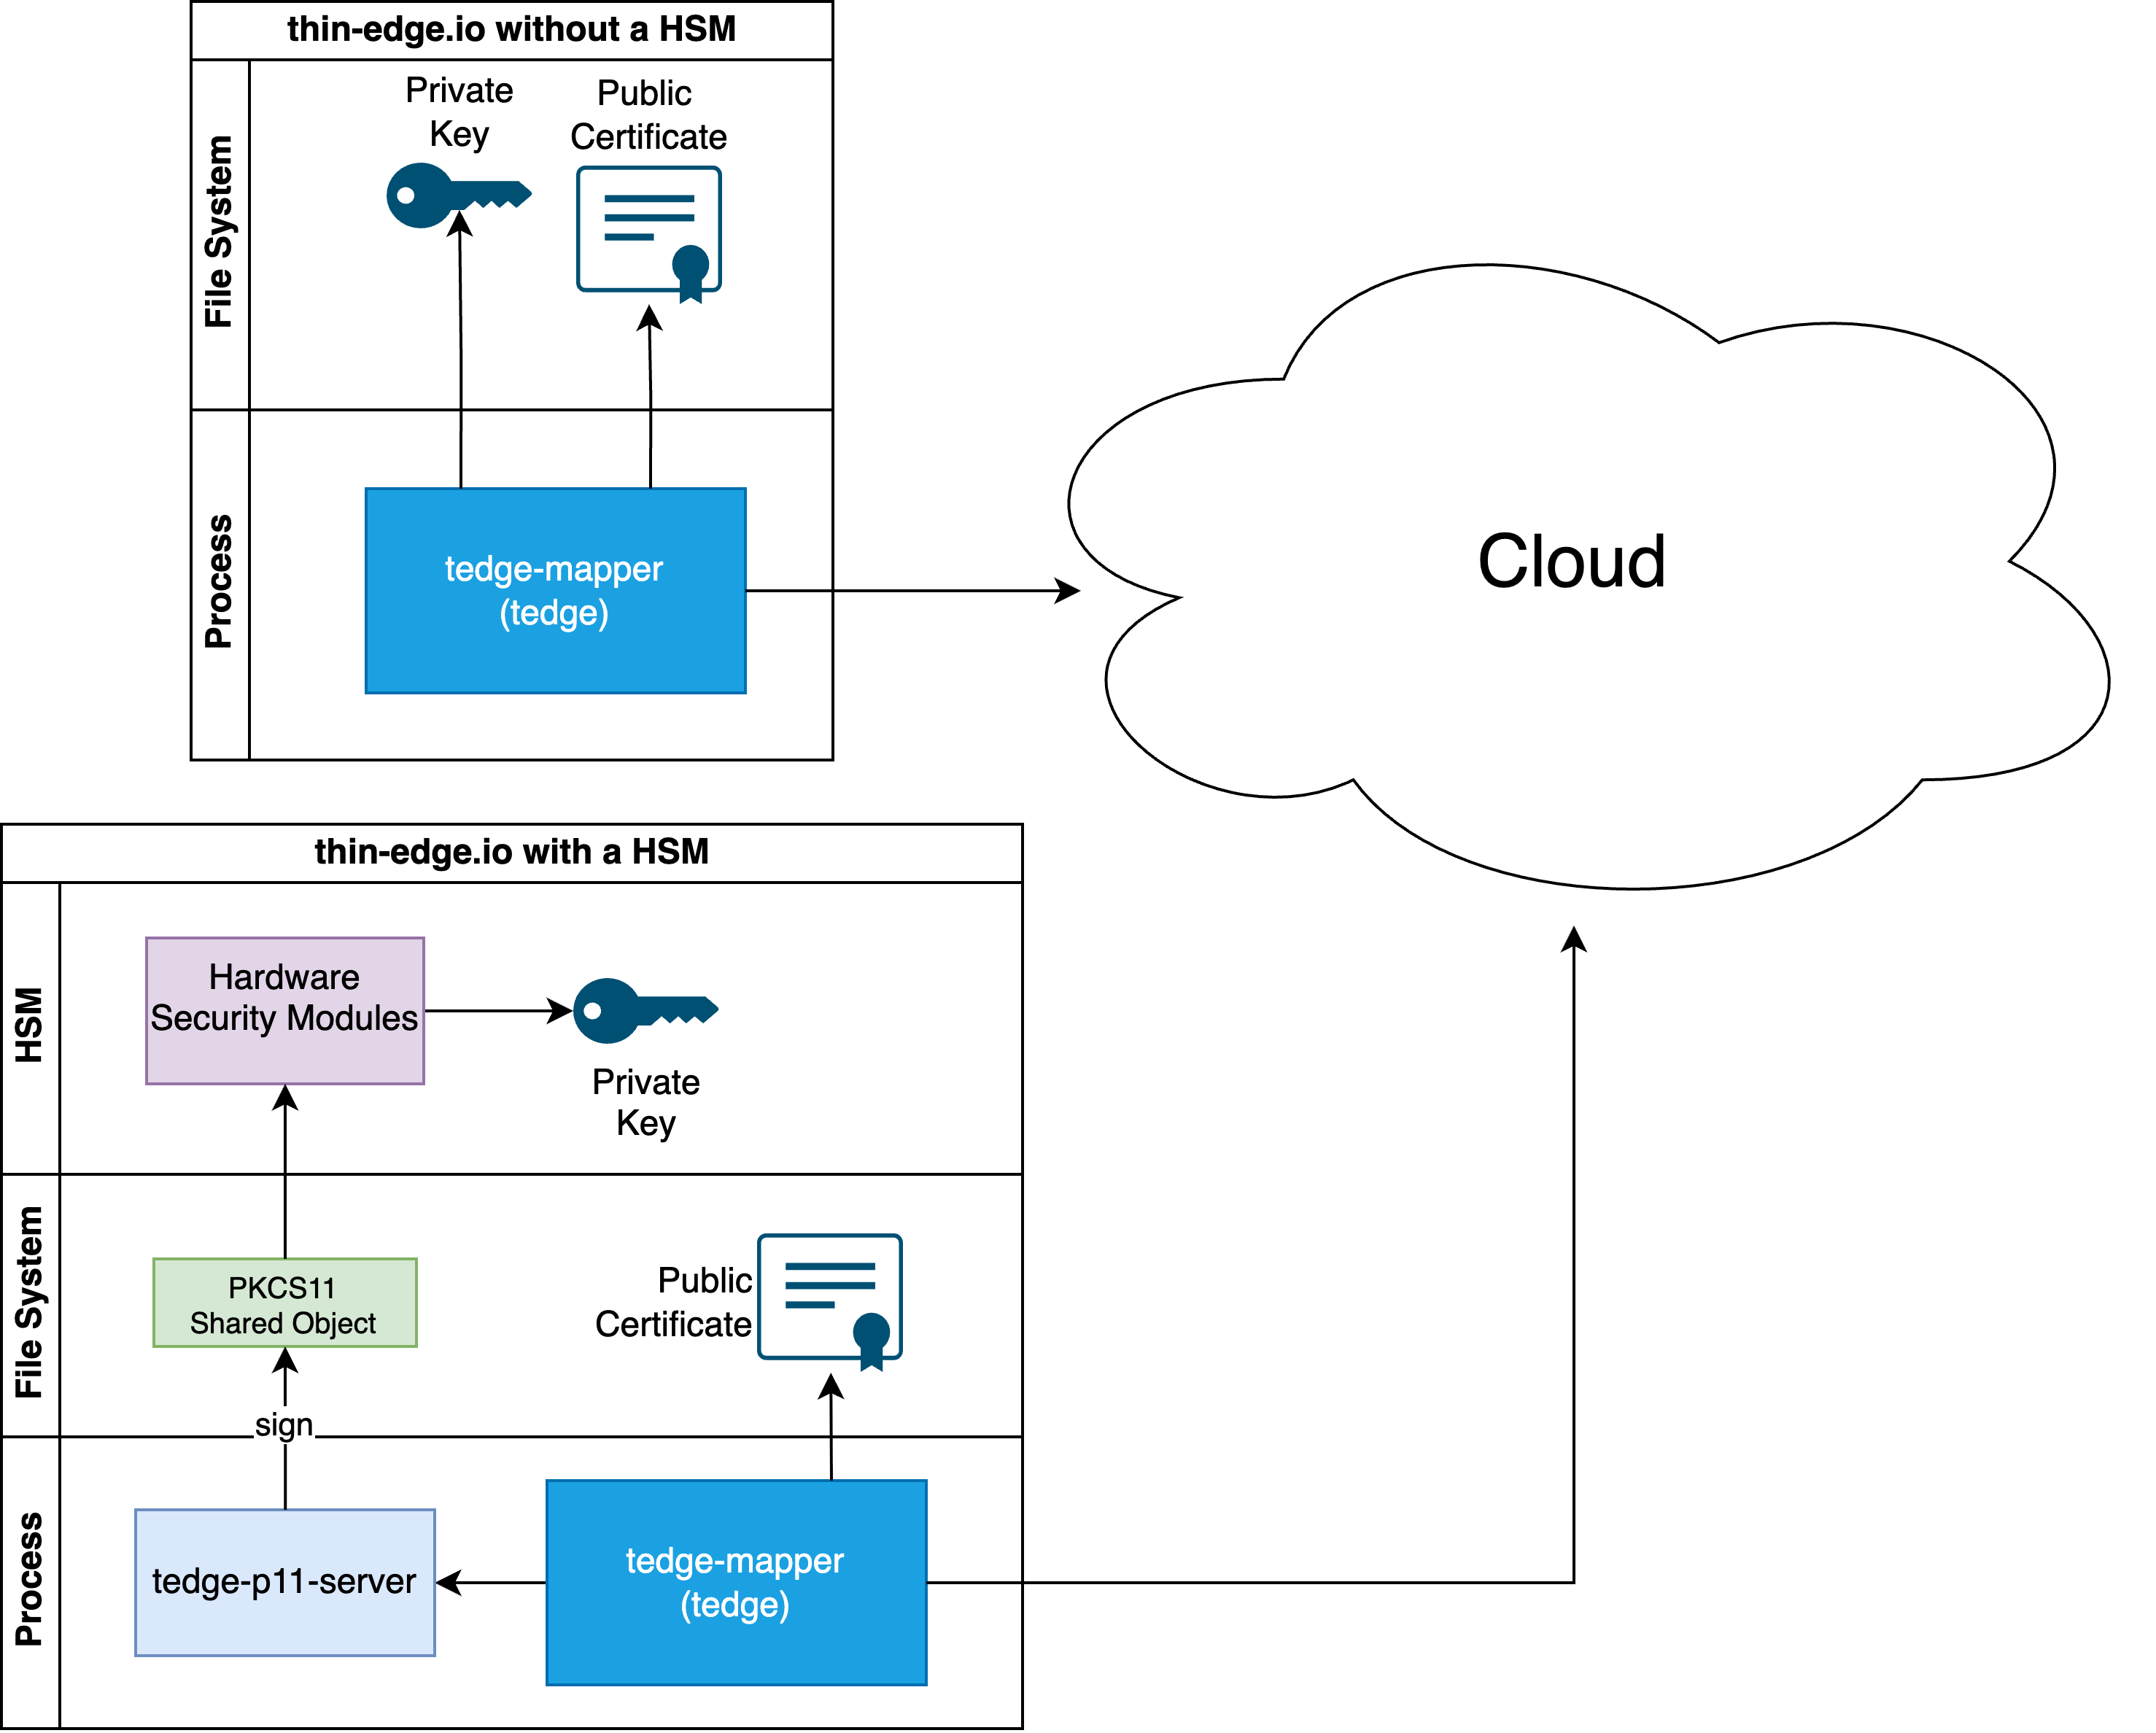 thin-edge.io without a HSM
File System
Private
Key
Public
Certificate
Process
tedge-mapper
(tedge)
Cloud
thin-edge.io with a HSM
HSM
Hardware
Security Modules
Private
Key
File System
PKCS11
Shared Object
Public
Certificate
sign
Process
tedge-p11-server
tedge-mapper
(tedge)